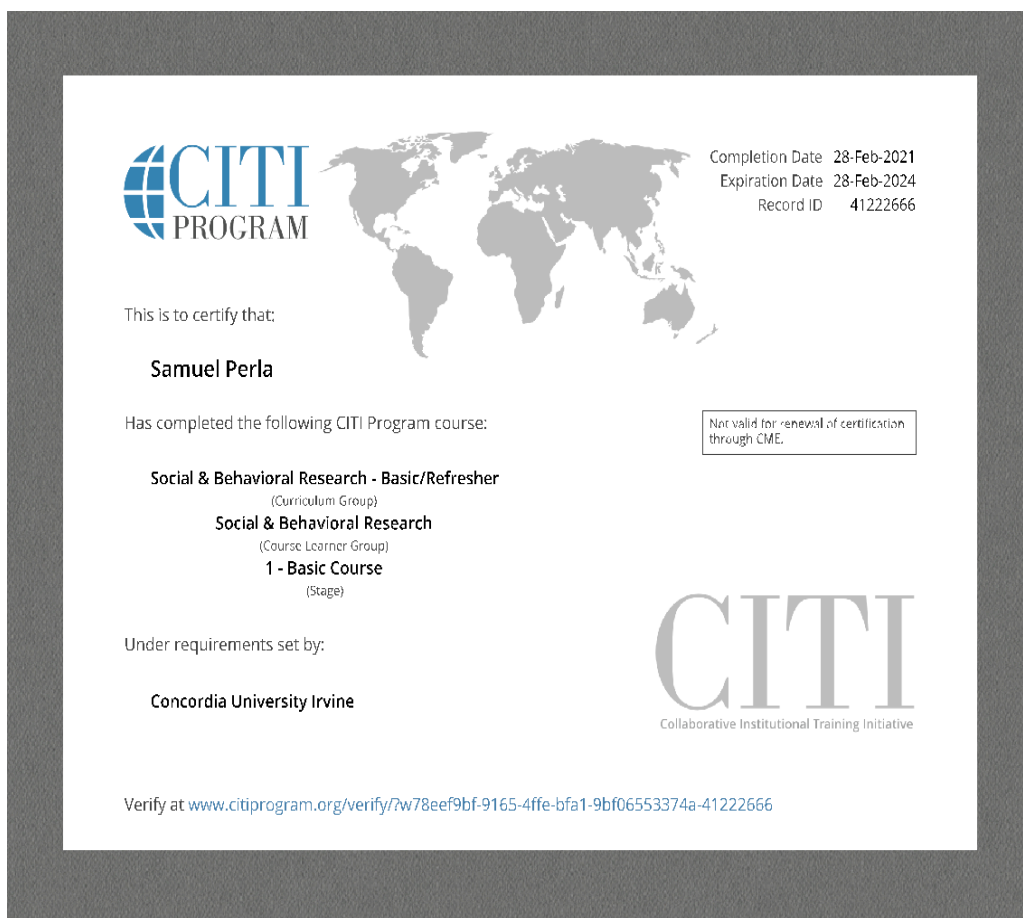 CITI
PROGRAM
Completion Date 28-Feb-2021
Expiration Date 28-Feb-2024
Record ID 41222666
This is to certify that:
Samuel Perla
Has completed the following CITI Program course:
Not valid for renewal of certification
through CME.
Social & Behavioral Research - Basic/Refresher
(Curriculum Group)
Social & Behavioral Research
(Course Learner Group)
1 - Basic Course
(Stage)
Under requirements set by:
Concordia University Irvine
CITI
Collaborative Institutional Training Initiative
Verify at www.citiprogram.org/verify/?w78eef9bf-9165-4ffe-bfa1-9bf06553374a-41222666